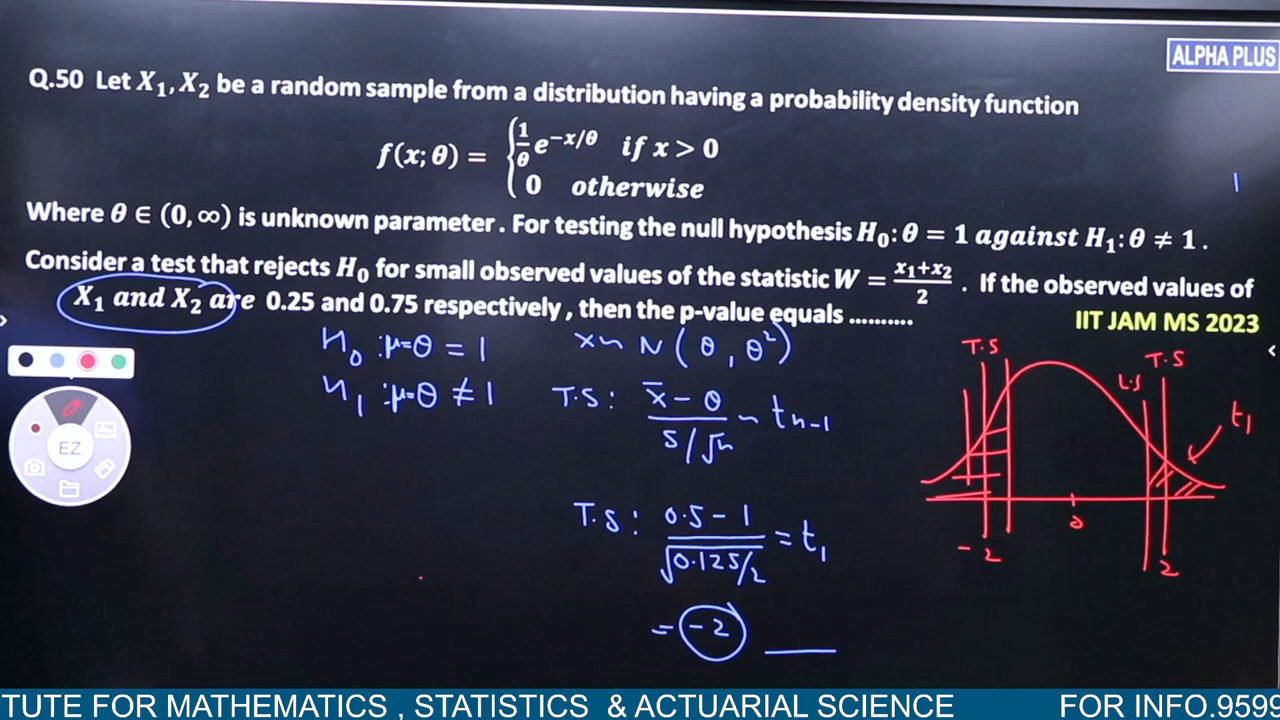 ALPHA PLUS
Q.50 Let X₁, X₂ be a random sample from a distribution having a probability density function
f(x; θ) = { 1/θ e^(-x/θ) if x > 0
0 otherwise
Where θ ∈ (0, ∞) is unknown parameter . For testing the null hypothesis H₀: θ = 1 against H₁: θ ≠ 1 .
Consider a test that rejects H₀ for small observed values of the statistic W = (x₁+x₂)/2 . If the observed values of
X₁ and X₂ are 0.25 and 0.75 respectively , then the p-value equals ..........
IIT JAM MS 2023
H₀ : μ=θ = 1
H₁ : μ=θ ≠ 1
X ~ N ( θ , θ² )
T.S : (x̄ - θ)/(s/√n) ~ t n-1
T.S : (0.5 - 1)/√(0.125/2) = t₁
= -2
T.S
T.S
t₁
0
-2
2
EZ
TUTE FOR MATHEMATICS , STATISTICS & ACTUARIAL SCIENCE FOR INFO.9599